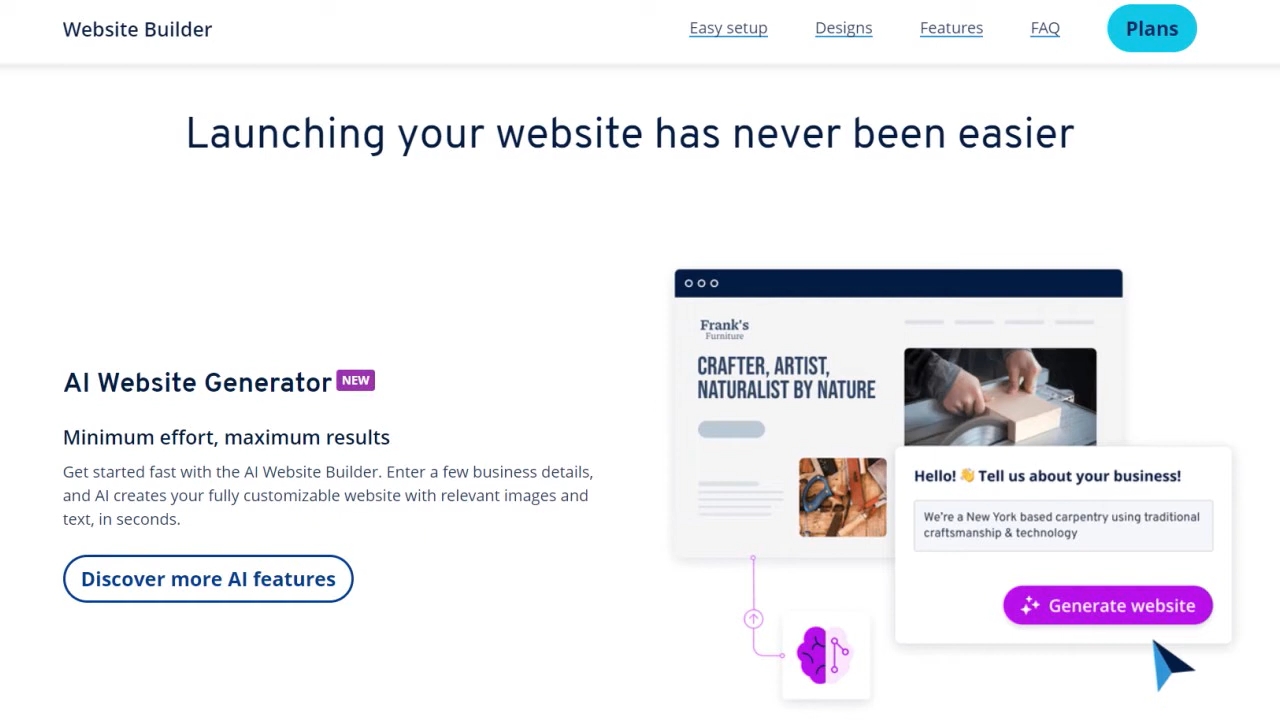 Website Builder
Easy setup
Designs
Features
FAQ
Plans
Launching your website has never been easier
AI Website Generator NEW
Minimum effort, maximum results
Get started fast with the AI Website Builder. Enter a few business details,
and AI creates your fully customizable website with relevant images and
text, in seconds.
Discover more AI features
Frank's
Furniture
CRAFTER, ARTIST,
NATURALIST BY NATURE
Hello! 👋 Tell us about your business!
We're a New York based carpentry using traditional
craftsmanship & technology
Generate website